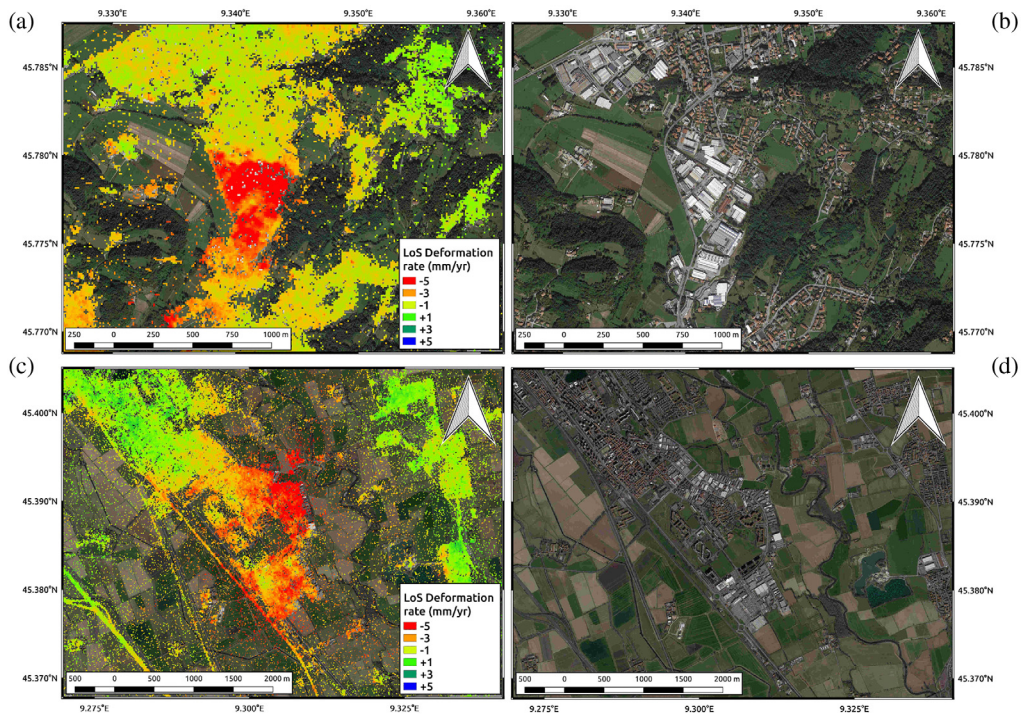 (a)
9.330°E 9.340°E 9.350°E 9.360°E
9.330°E 9.340°E 9.350°E 9.360°E
(b)
45.785°N
45.785°N
45.780°N
45.780°N
45.775°N
45.775°N
45.770°N
45.770°N
LoS Deformation
rate (mm/yr)
-5
-3
-1
+1
+3
+5
250 0 250 500 750 1000 m
250 0 250 500 750 1000 m
(c)
(d)
45.400°N
45.400°N
45.390°N
45.390°N
45.380°N
45.380°N
45.370°N
45.370°N
LoS Deformation
rate (mm/yr)
-5
-3
-1
+1
+3
+5
500 0 500 1000 1500 2000 m
500 0 500 1000 1500 2000 m
9.275°E 9.300°E 9.325°E
9.275°E 9.300°E 9.325°E